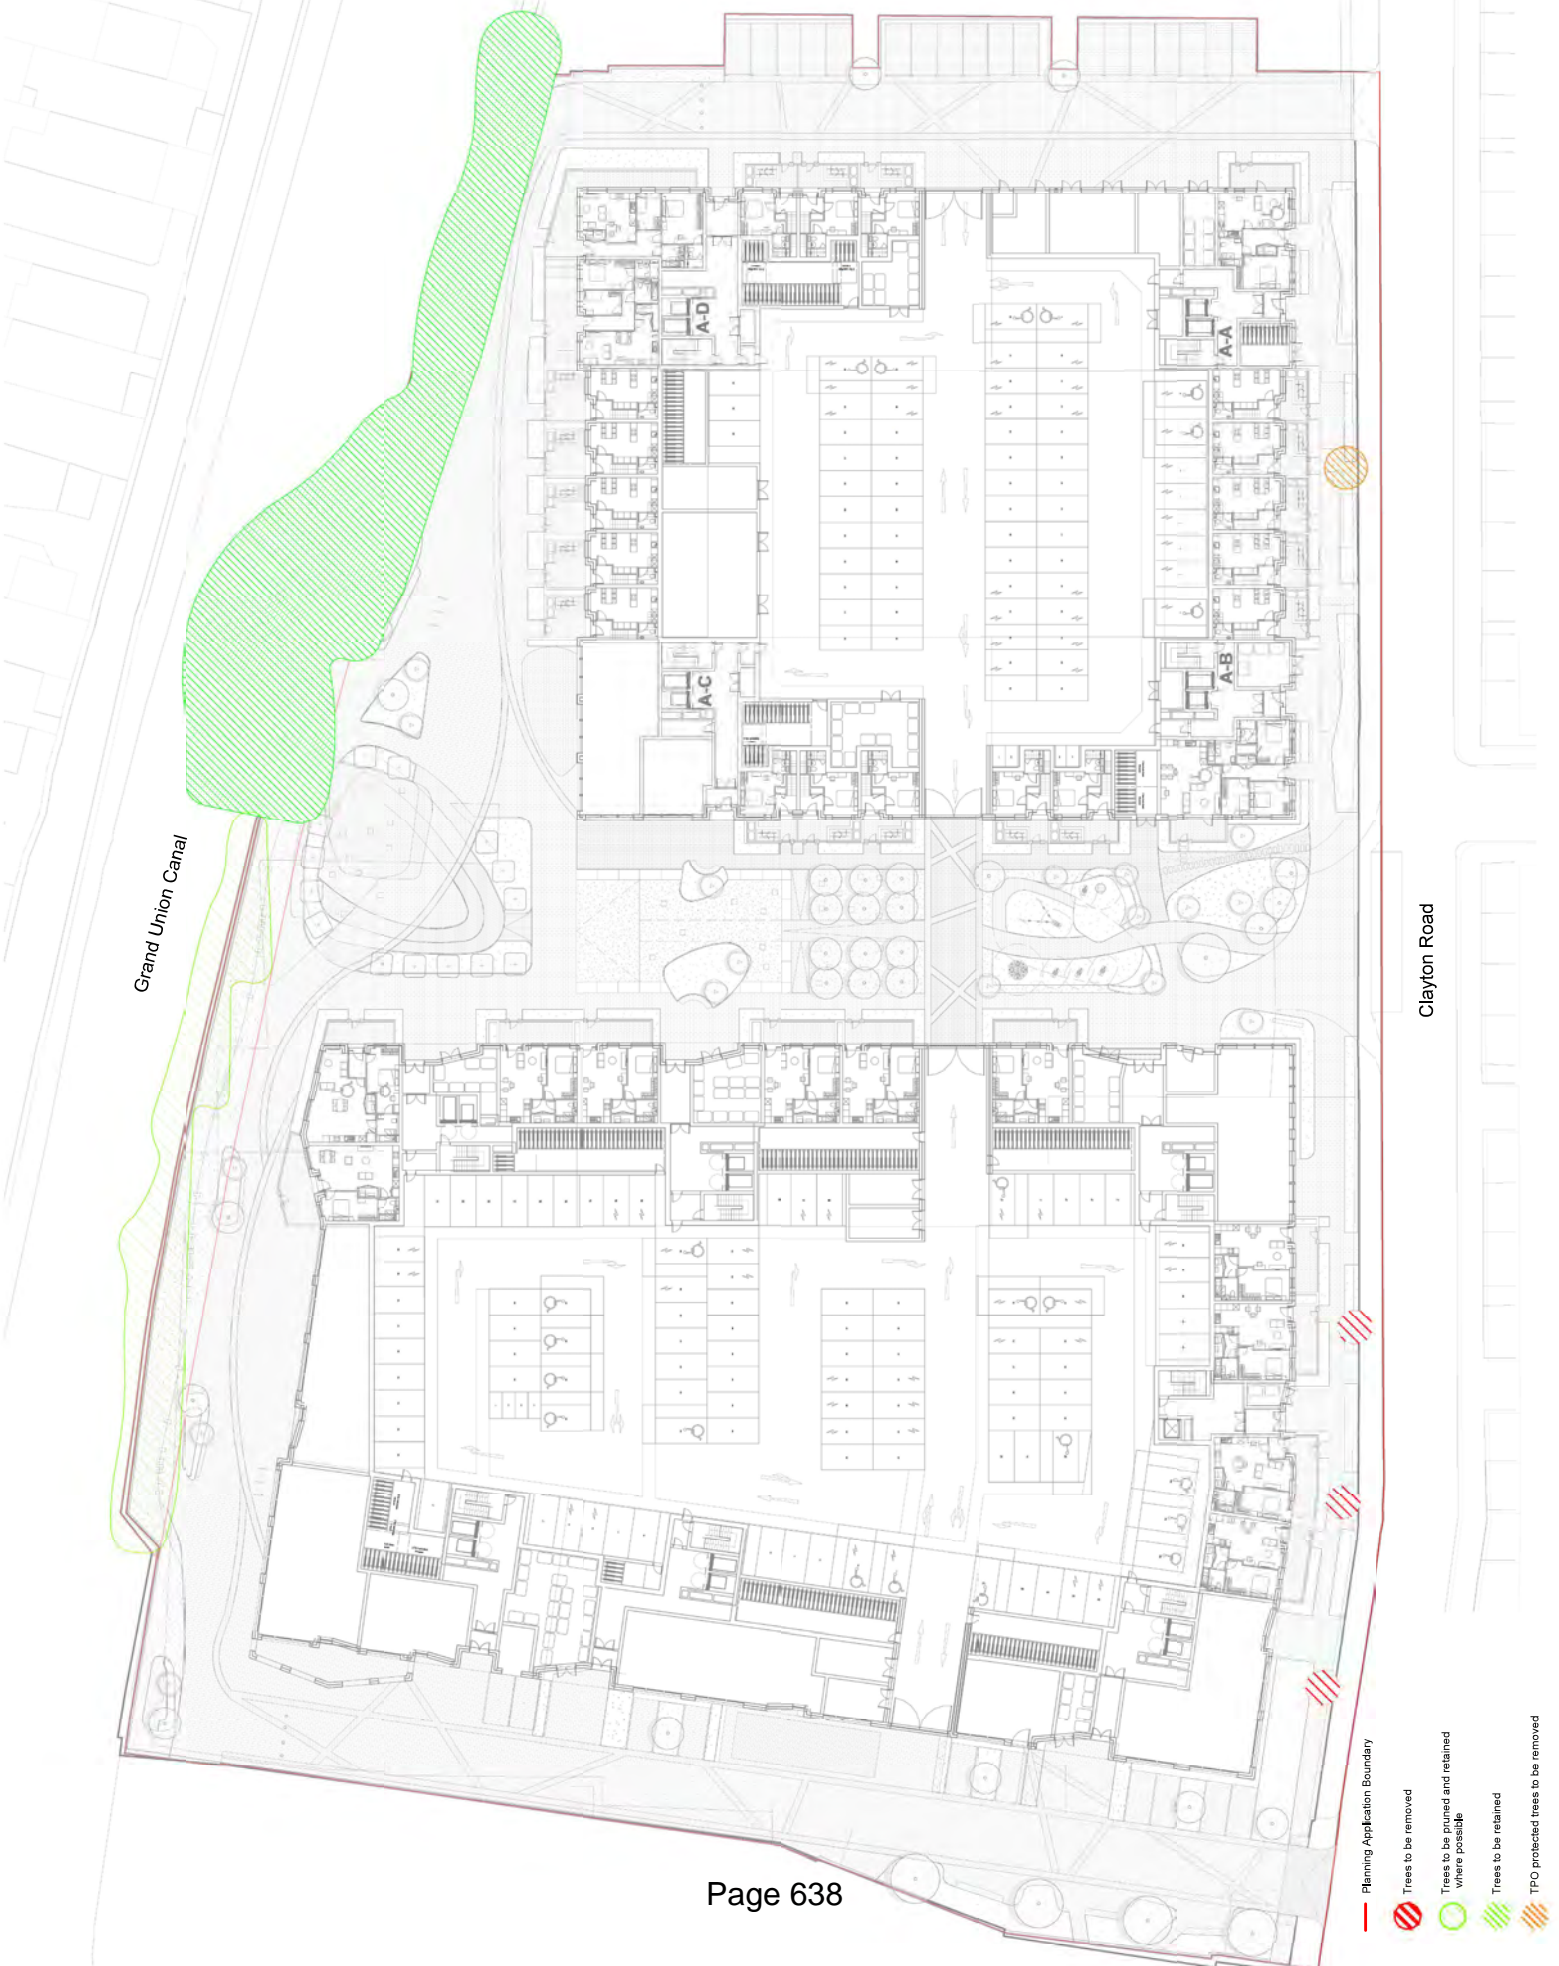 A-D
A-A
A-C
A-B
Grand Union Canal
Clayton Road
Planning Application Boundary
Trees to be removed
Trees to be pruned and retained
where possible
Trees to be retained
TPO protected trees to be removed
Page 638